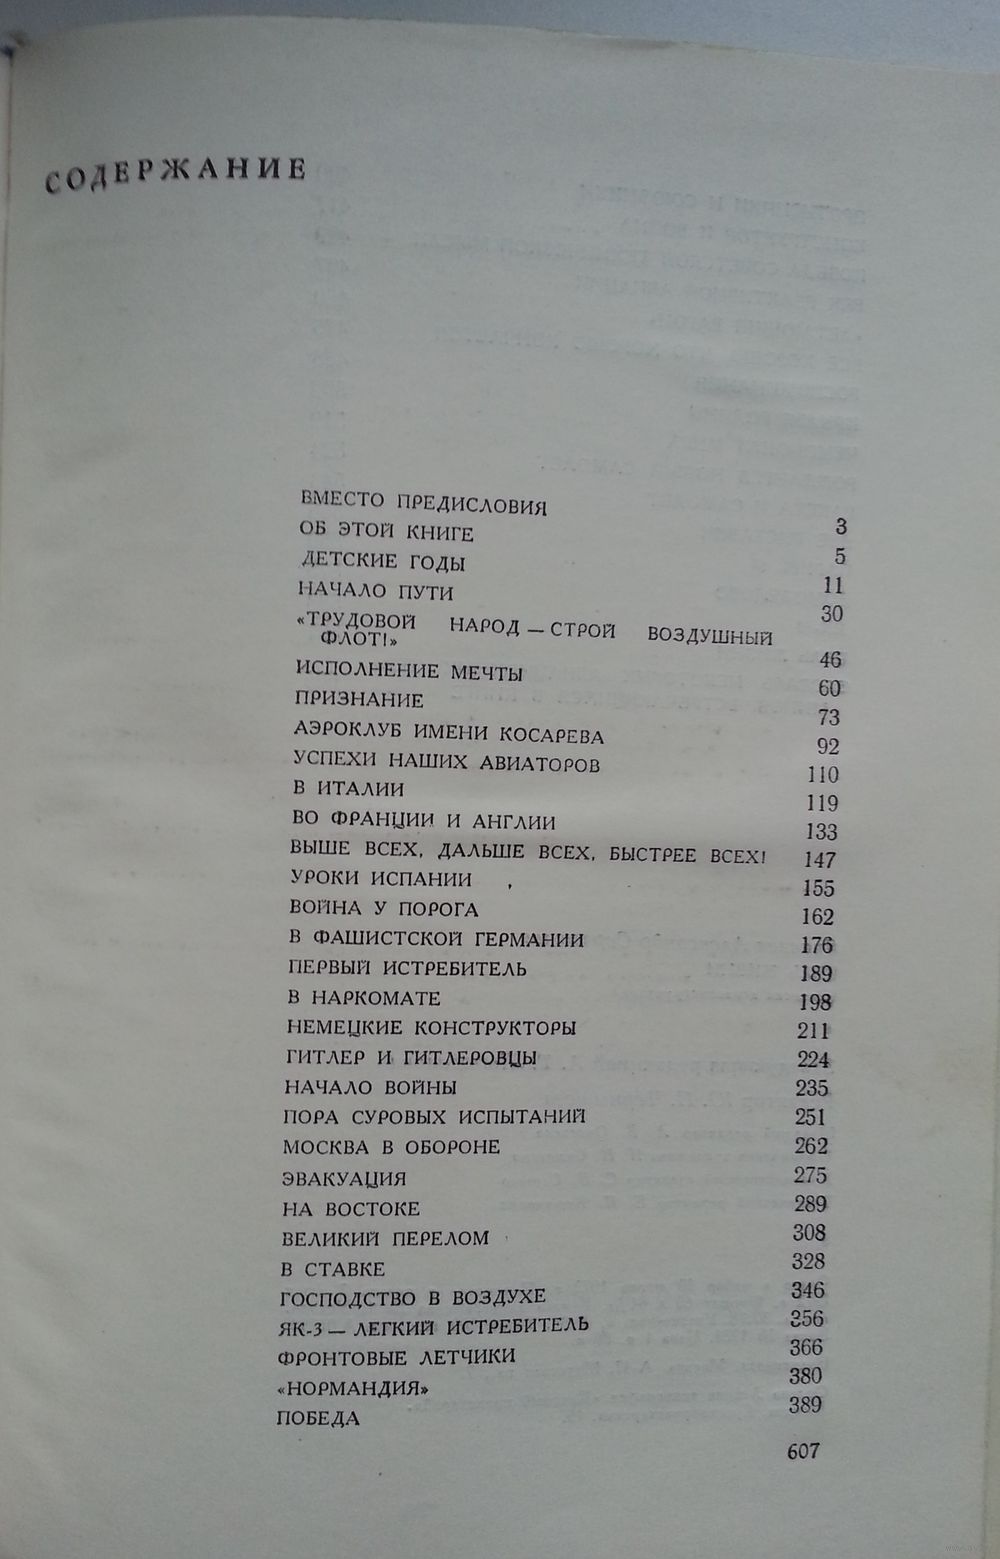 СОДЕРЖАНИЕ
ВМЕСТО ПРЕДИСЛОВИЯ 3
ОБ ЭТОЙ КНИГЕ 5
ДЕТСКИЕ ГОДЫ 11
НАЧАЛО ПУТИ 30
«ТРУДОВОЙ НАРОД — СТРОЙ ВОЗДУШНЫЙ
ФЛОТ!» 46
ИСПОЛНЕНИЕ МЕЧТЫ 60
ПРИЗНАНИЕ 73
АЭРОКЛУБ ИМЕНИ КОСАРЕВА 92
УСПЕХИ НАШИХ АВИАТОРОВ 110
В ИТАЛИИ 119
ВО ФРАНЦИИ И АНГЛИИ 133
ВЫШЕ ВСЕХ, ДАЛЬШЕ ВСЕХ, БЫСТРЕЕ ВСЕХ! 147
УРОКИ ИСПАНИИ 155
ВОЙНА У ПОРОГА 162
В ФАШИСТСКОЙ ГЕРМАНИИ 176
ПЕРВЫЙ ИСТРЕБИТЕЛЬ 189
В НАРКОМАТЕ 198
НЕМЕЦКИЕ КОНСТРУКТОРЫ 211
ГИТЛЕР И ГИТЛЕРОВЦЫ 224
НАЧАЛО ВОЙНЫ 235
ПОРА СУРОВЫХ ИСПЫТАНИЙ 251
МОСКВА В ОБОРОНЕ 262
ЭВАКУАЦИЯ 275
НА ВОСТОКЕ 289
ВЕЛИКИЙ ПЕРЕЛОМ 308
В СТАВКЕ 328
ГОСПОДСТВО В ВОЗДУХЕ 346
ЯК-3 — ЛЕГКИЙ ИСТРЕБИТЕЛЬ 356
ФРОНТОВЫЕ ЛЕТЧИКИ 366
«НОРМАНДИЯ» 380
ПОБЕДА 389
607